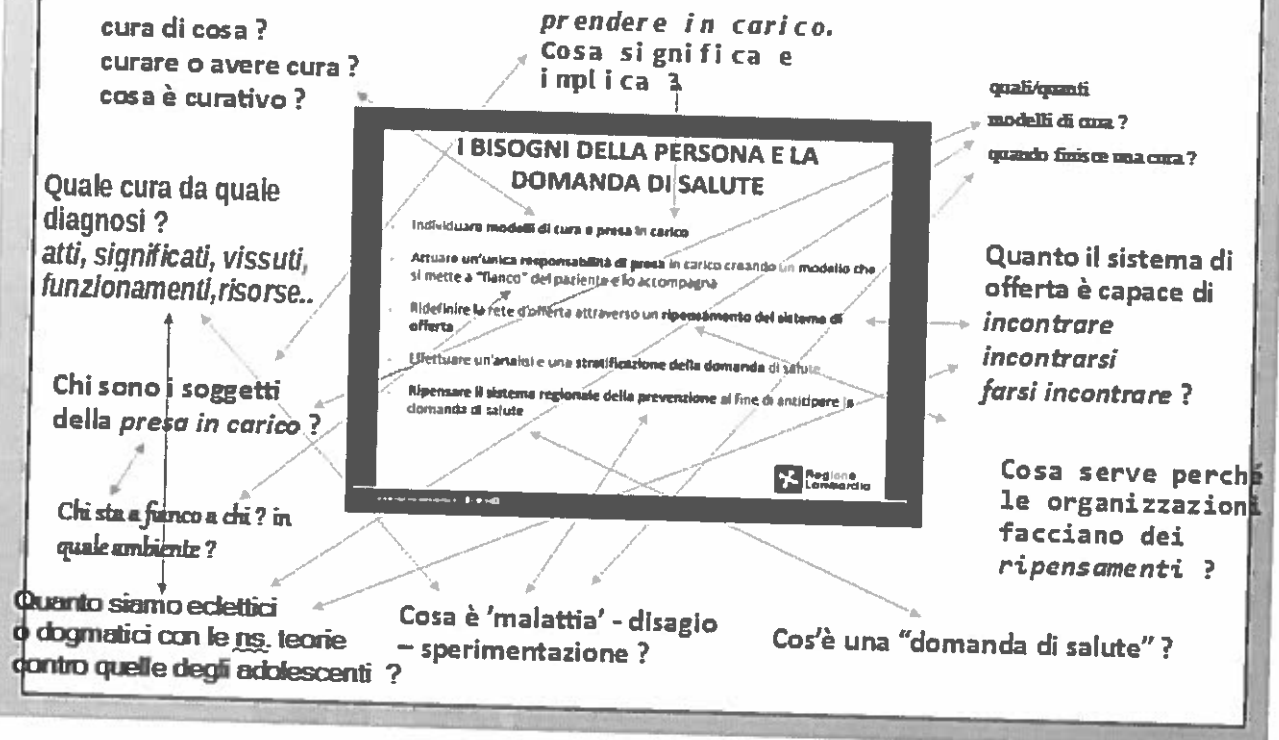 cura di cosa ?
curare o avere cura ?
cosa è curativo ?
prendere in carico.
Cosa significa e
implica ?
quali/quanti
modelli di cura ?
quando finisce una cura ?
Quale cura da quale
diagnosi ?
atti, significati, vissuti,
funzionamenti,risorse..
I BISOGNI DELLA PERSONA E LA
DOMANDA DI SALUTE
Individuare modelli di cura e presa in carico
Attuare un'unica responsabilità di presa in carico creando un modello che
si mette a "fianco" del paziente e lo accompagna
Ridefinire la rete d'offerta attraverso un ripensamento del sistema di
offerta
Effettuare un'analisi e una stratificazione della domanda di salute
Ripensare il sistema regionale della prevenzione al fine di anticipare la
domanda di salute
Regione
Lombardia
Quanto il sistema di
offerta è capace di
incontrare
incontrarsi
farsi incontrare ?
Chi sono i soggetti
della presa in carico ?
Cosa serve perché
le organizzazioni
facciano dei
ripensamenti ?
Chi sta a fianco a chi ? in
quale ambiente ?
Quanto siamo eclettici
o dogmatici con le ns. teorie
contro quelle degli adolescenti ?
Cosa è 'malattia' - disagio
– sperimentazione ?
Cos'è una "domanda di salute" ?